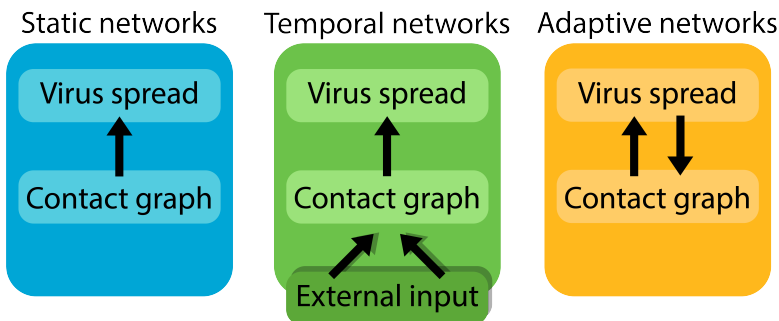 Static networks
Virus spread
Contact graph
Temporal networks
Virus spread
Contact graph
External input
Adaptive networks
Virus spread
Contact graph